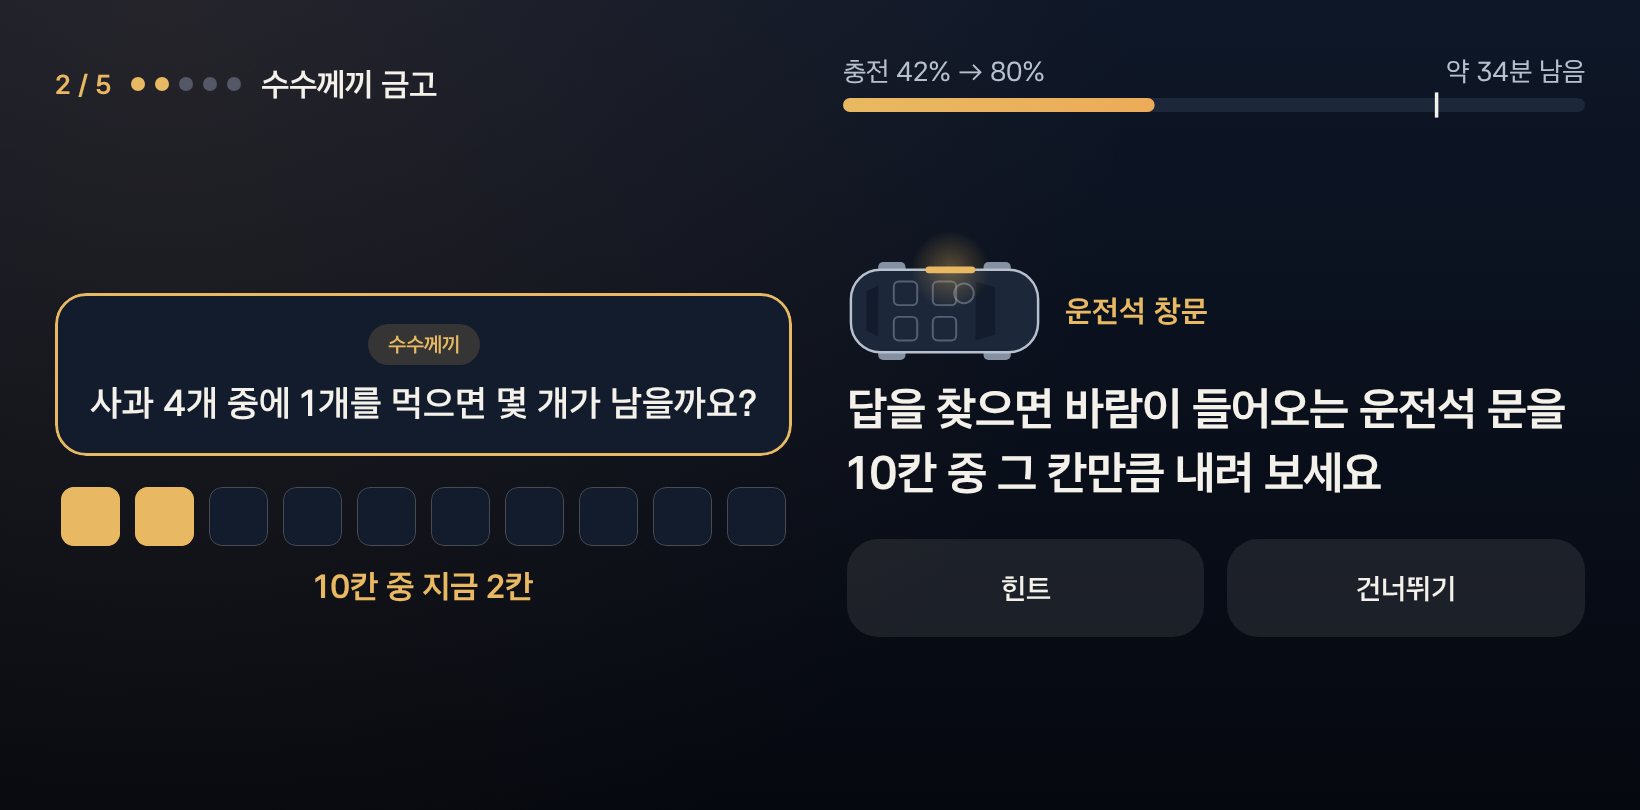 2 / 5 수수께끼 금고
충전 42% → 80%
약 34분 남음
수수께끼
사과 4개 중에 1개를 먹으면 몇 개가 남을까요?
10칸 중 지금 2칸
운전석 창문
답을 찾으면 바람이 들어오는 운전석 문을
10칸 중 그 칸만큼 내려 보세요
힌트
건너뛰기